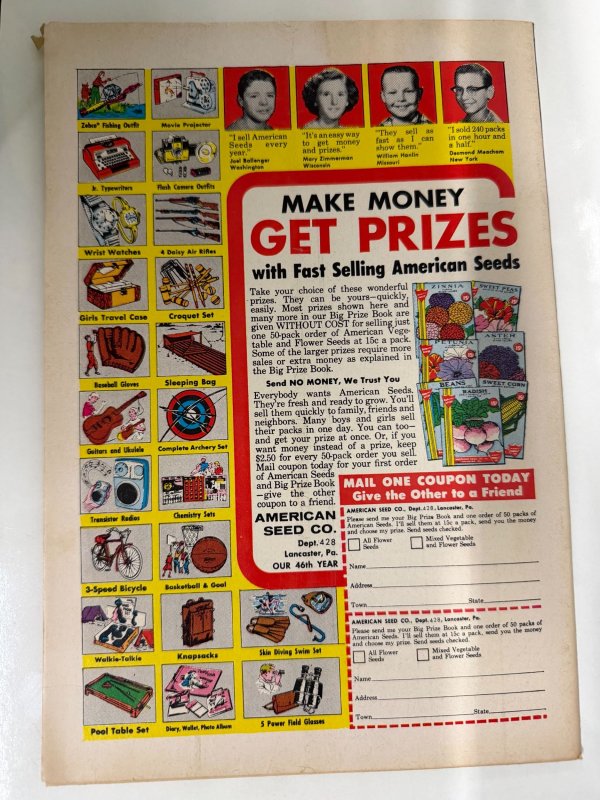 "I sell American
Seeds every
year."
Joel Ballenger
Washington
"It's an easy way
to get money
and prizes."
Mary Zimmerman
Wisconsin
"They sell as
fast as I can
show them."
William Hanlin
Missouri
"I sold 240 packs
in one hour and
a half."
Desmond Meacham
New York
Zebco Fishing Outfit
Movie Projector
Jr. Typewriters
Flash Camera Outfits
Wrist Watches
4 Daisy Air Rifles
Girls Travel Case
Croquet Set
Baseball Gloves
Sleeping Bag
Guitars and Ukulele
Complete Archery Set
Transistor Radios
Chemistry Sets
3-Speed Bicycle
Basketball & Goal
Walkie-Talkie
Knapsacks
Skin Diving Swim Set
Pool Table Set
Diary, Wallet, Photo Album
5 Power Field Glasses
MAKE MONEY
GET PRIZES
with Fast Selling American Seeds
Take your choice of these wonderful
prizes. They can be yours—quickly,
easily. Most prizes shown here and
many more in our Big Prize Book are
given WITHOUT COST for selling just
one 50-pack order of American Vege-
table and Flower Seeds at 15c a pack.
Some of the larger prizes require more
sales or extra money as explained in
the Big Prize Book.
Send NO MONEY, We Trust You
Everybody wants American Seeds.
They're fresh and ready to grow. You'll
sell them quickly to family, friends and
neighbors. Many boys and girls sell
their packs in one day. You can too—
and get your prize at once. Or, if you
want money instead of a prize, keep
$2.50 for every 50-pack order you sell.
Mail coupon today for your first order
of American Seeds
and Big Prize Book
—give the other
coupon to a friend.
AMERICAN
SEED CO.
Dept. 428
Lancaster, Pa.
OUR 46th YEAR
ZINNIA
SWEET PEAS
PETUNIA
ASTER
BEANS
SWEET CORN
RADISH
MAIL ONE COUPON TODAY
Give the Other to a Friend
AMERICAN SEED CO., Dept. 428, Lancaster, Pa.
Please send me your Big Prize Book and one order of 50 packs of
American Seeds. I'll sell them at 15c a pack, send you the money
and choose my prize. Send seeds checked.
All Flower
Seeds
Mixed Vegetable
and Flower Seeds
Name
Address
Town State
AMERICAN SEED CO., Dept. 428, Lancaster, Pa.
Please send me your Big Prize Book and one order of 50 packs of
American Seeds. I'll sell them at 15c a pack, send you the money
and choose my prize. Send seeds checked.
All Flower
Seeds
Mixed Vegetable
and Flower Seeds
Name
Address
Town State